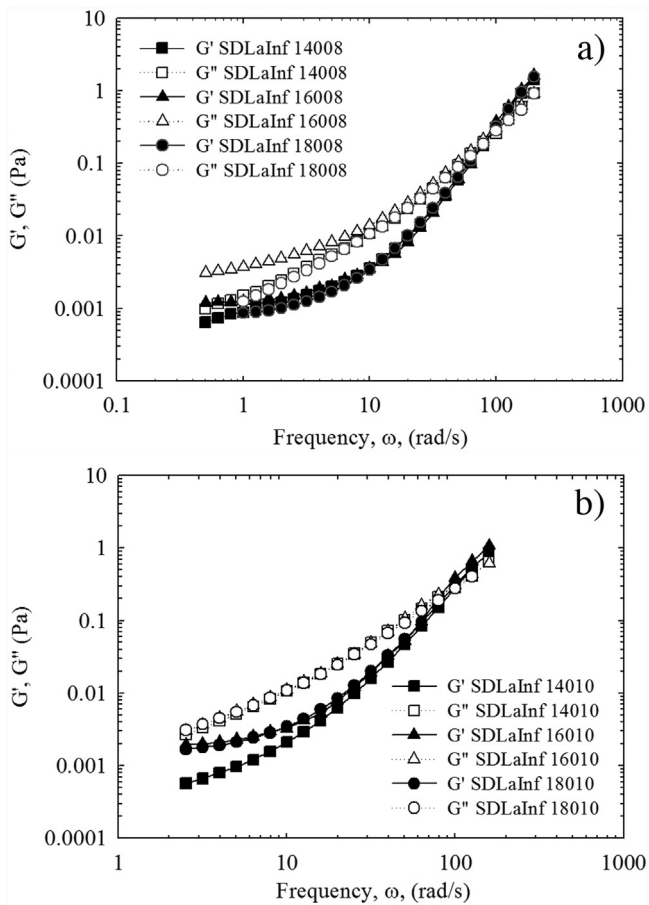 10
a)
G' SDLaInf 14008
G" SDLaInf 14008
1
G' SDLaInf 16008
G" SDLaInf 16008
G' SDLaInf 18008
0.1
G" SDLaInf 18008
G', G" (Pa)
0.01
0.001
0.0001
0.1 1 10 100 1000
Frequency, ω, (rad/s)
10
b)
1
G', G" (Pa)
0.1
G' SDLaInf 14010
0.01
G" SDLaInf 14010
G' SDLaInf 16010
G" SDLaInf 16010
0.001
G' SDLaInf 18010
G" SDLaInf 18010
0.0001
1 10 100 1000
Frequency, ω, (rad/s)